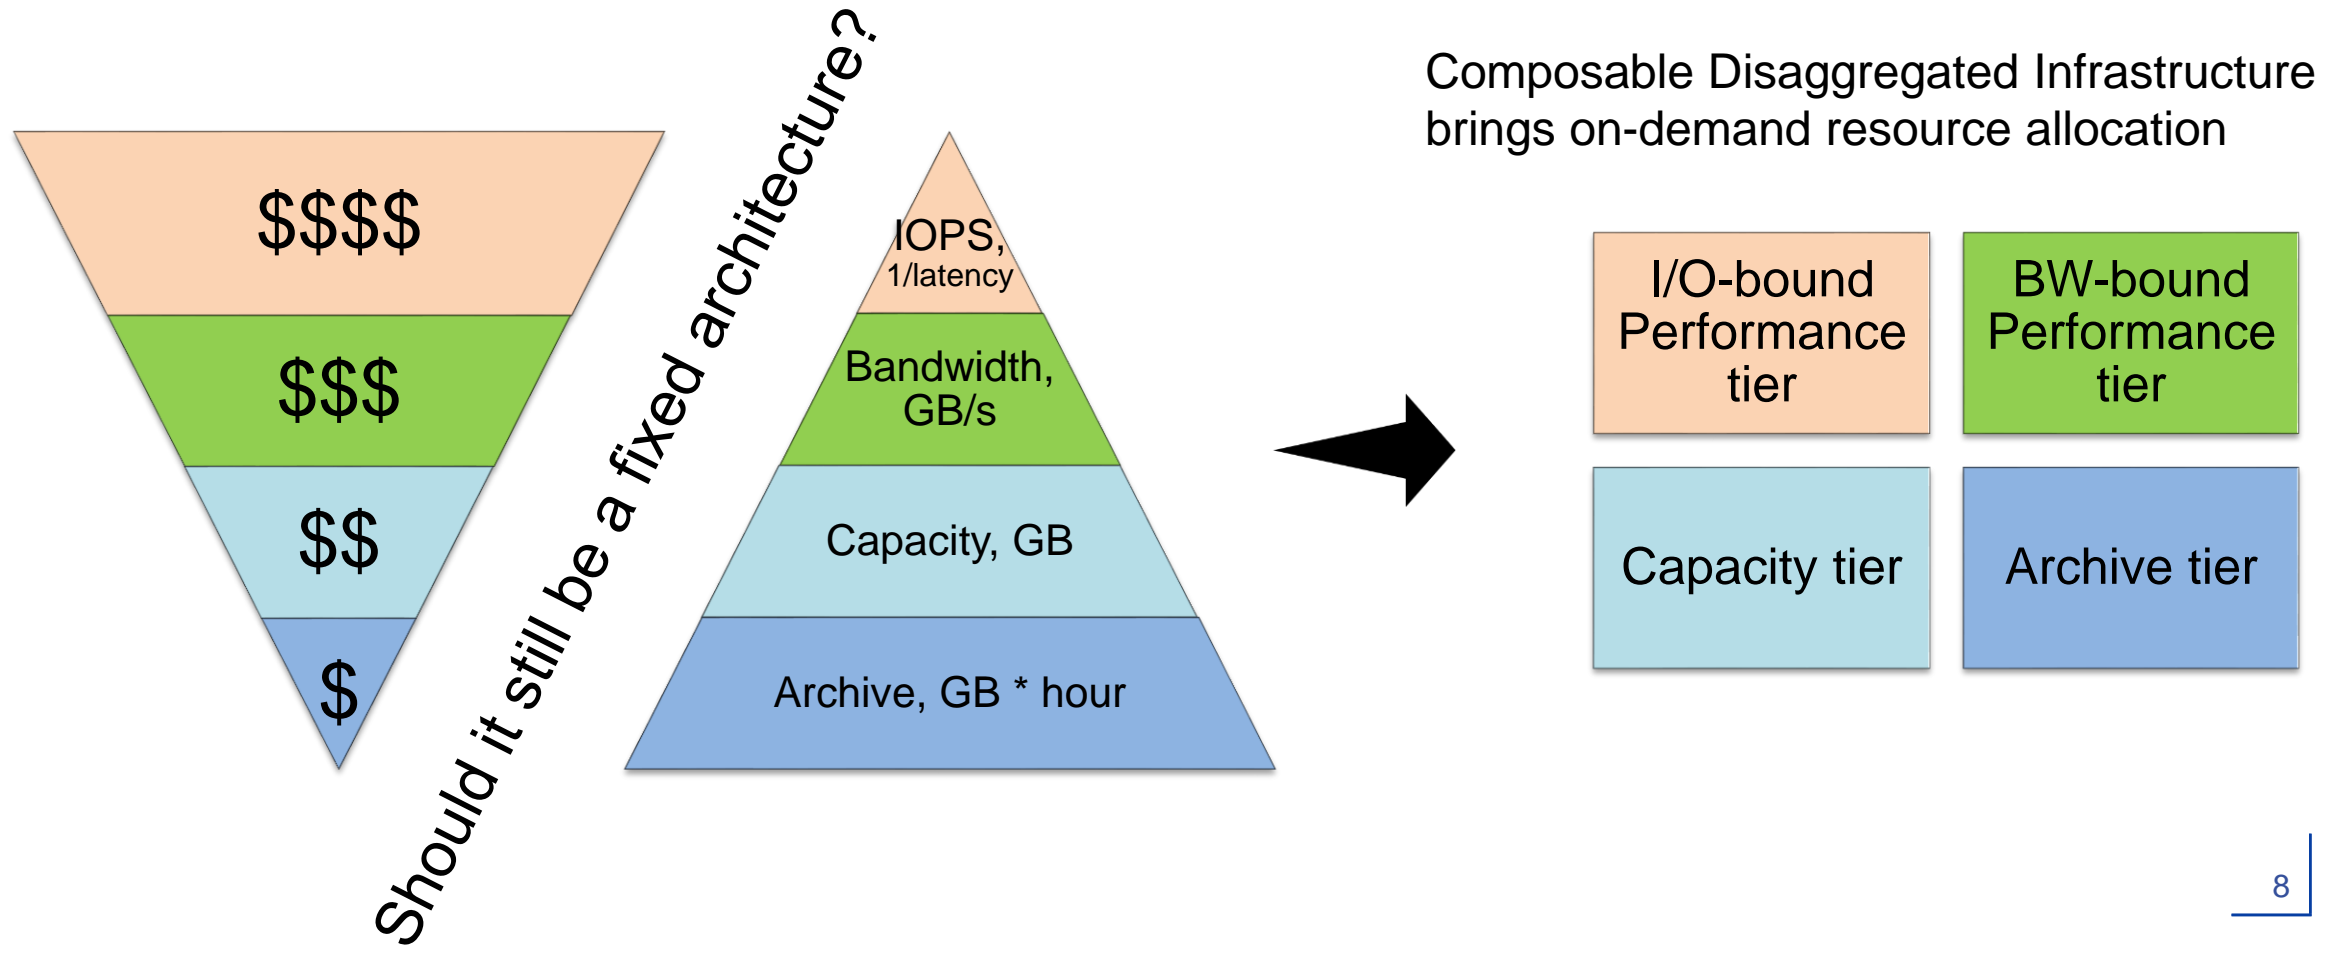 $$$$
$$$
$$
$
Should it still be a fixed architecture?
IOPS,
1/latency
Bandwidth,
GB/s
Capacity, GB
Archive, GB * hour
Composable Disaggregated Infrastructure
brings on-demand resource allocation
I/O-bound
Performance
tier
BW-bound
Performance
tier
Capacity tier
Archive tier
8